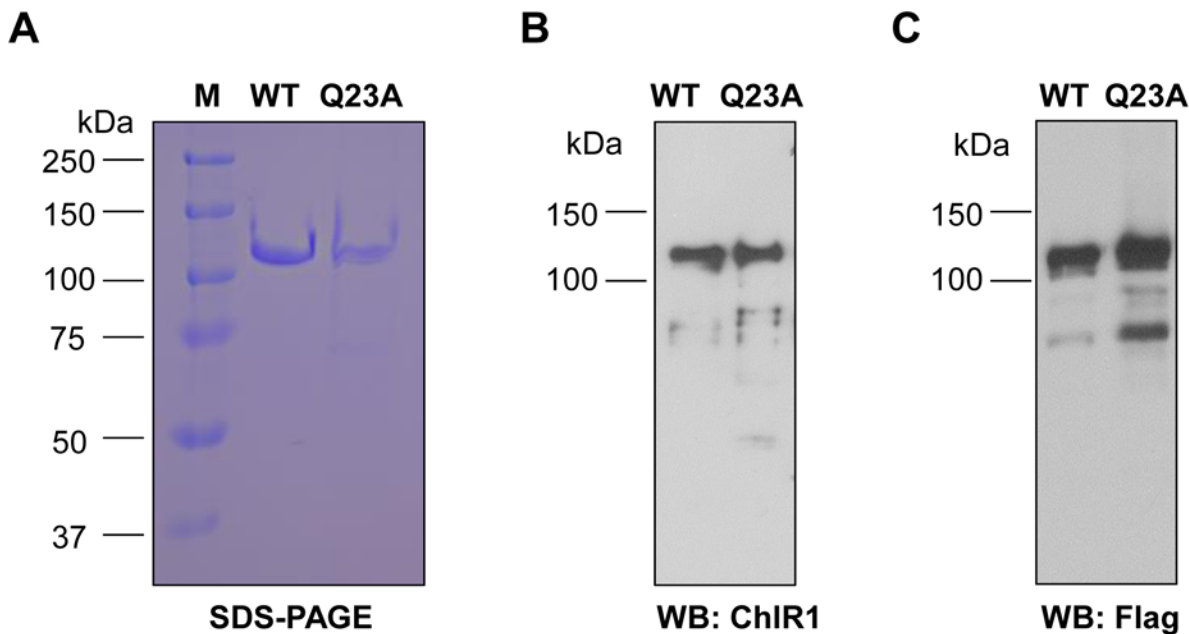 A
B
C
M WT Q23A
WT Q23A
WT Q23A
kDa
kDa
kDa
250
150
100
75
50
37
150
100
150
100
SDS-PAGE
WB: ChlR1
WB: Flag